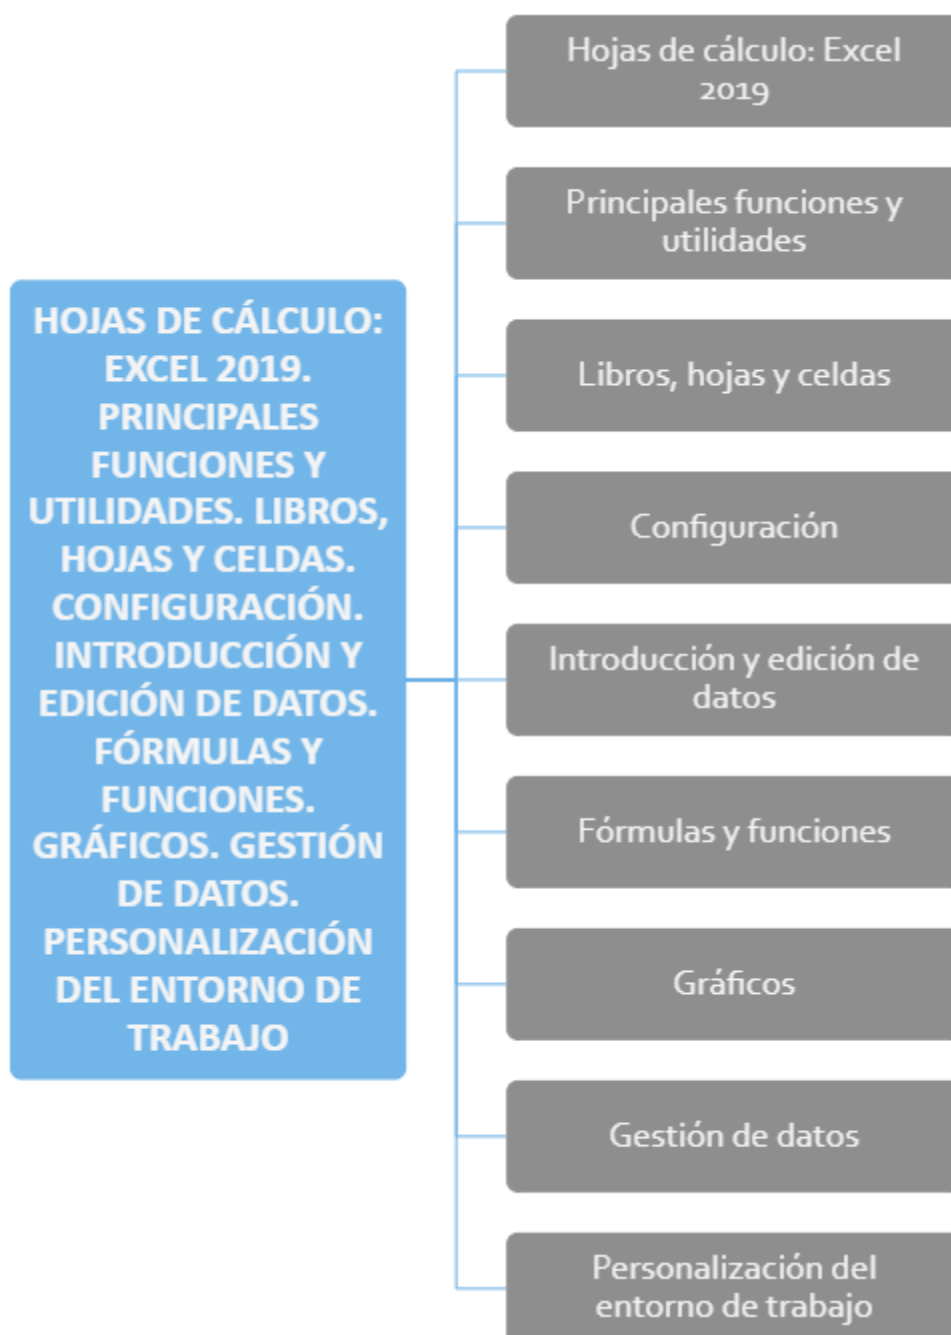 HOJAS DE CÁLCULO:
EXCEL 2019.
PRINCIPALES
FUNCIONES Y
UTILIDADES. LIBROS,
HOJAS Y CELDAS.
CONFIGURACIÓN.
INTRODUCCIÓN Y
EDICIÓN DE DATOS.
FÓRMULAS Y
FUNCIONES.
GRÁFICOS. GESTIÓN
DE DATOS.
PERSONALIZACIÓN
DEL ENTORNO DE
TRABAJO
Hojas de cálculo: Excel
2019
Principales funciones y
utilidades
Libros, hojas y celdas
Configuración
Introducción y edición de
datos
Fórmulas y funciones
Gráficos
Gestión de datos
Personalización del
entorno de trabajo